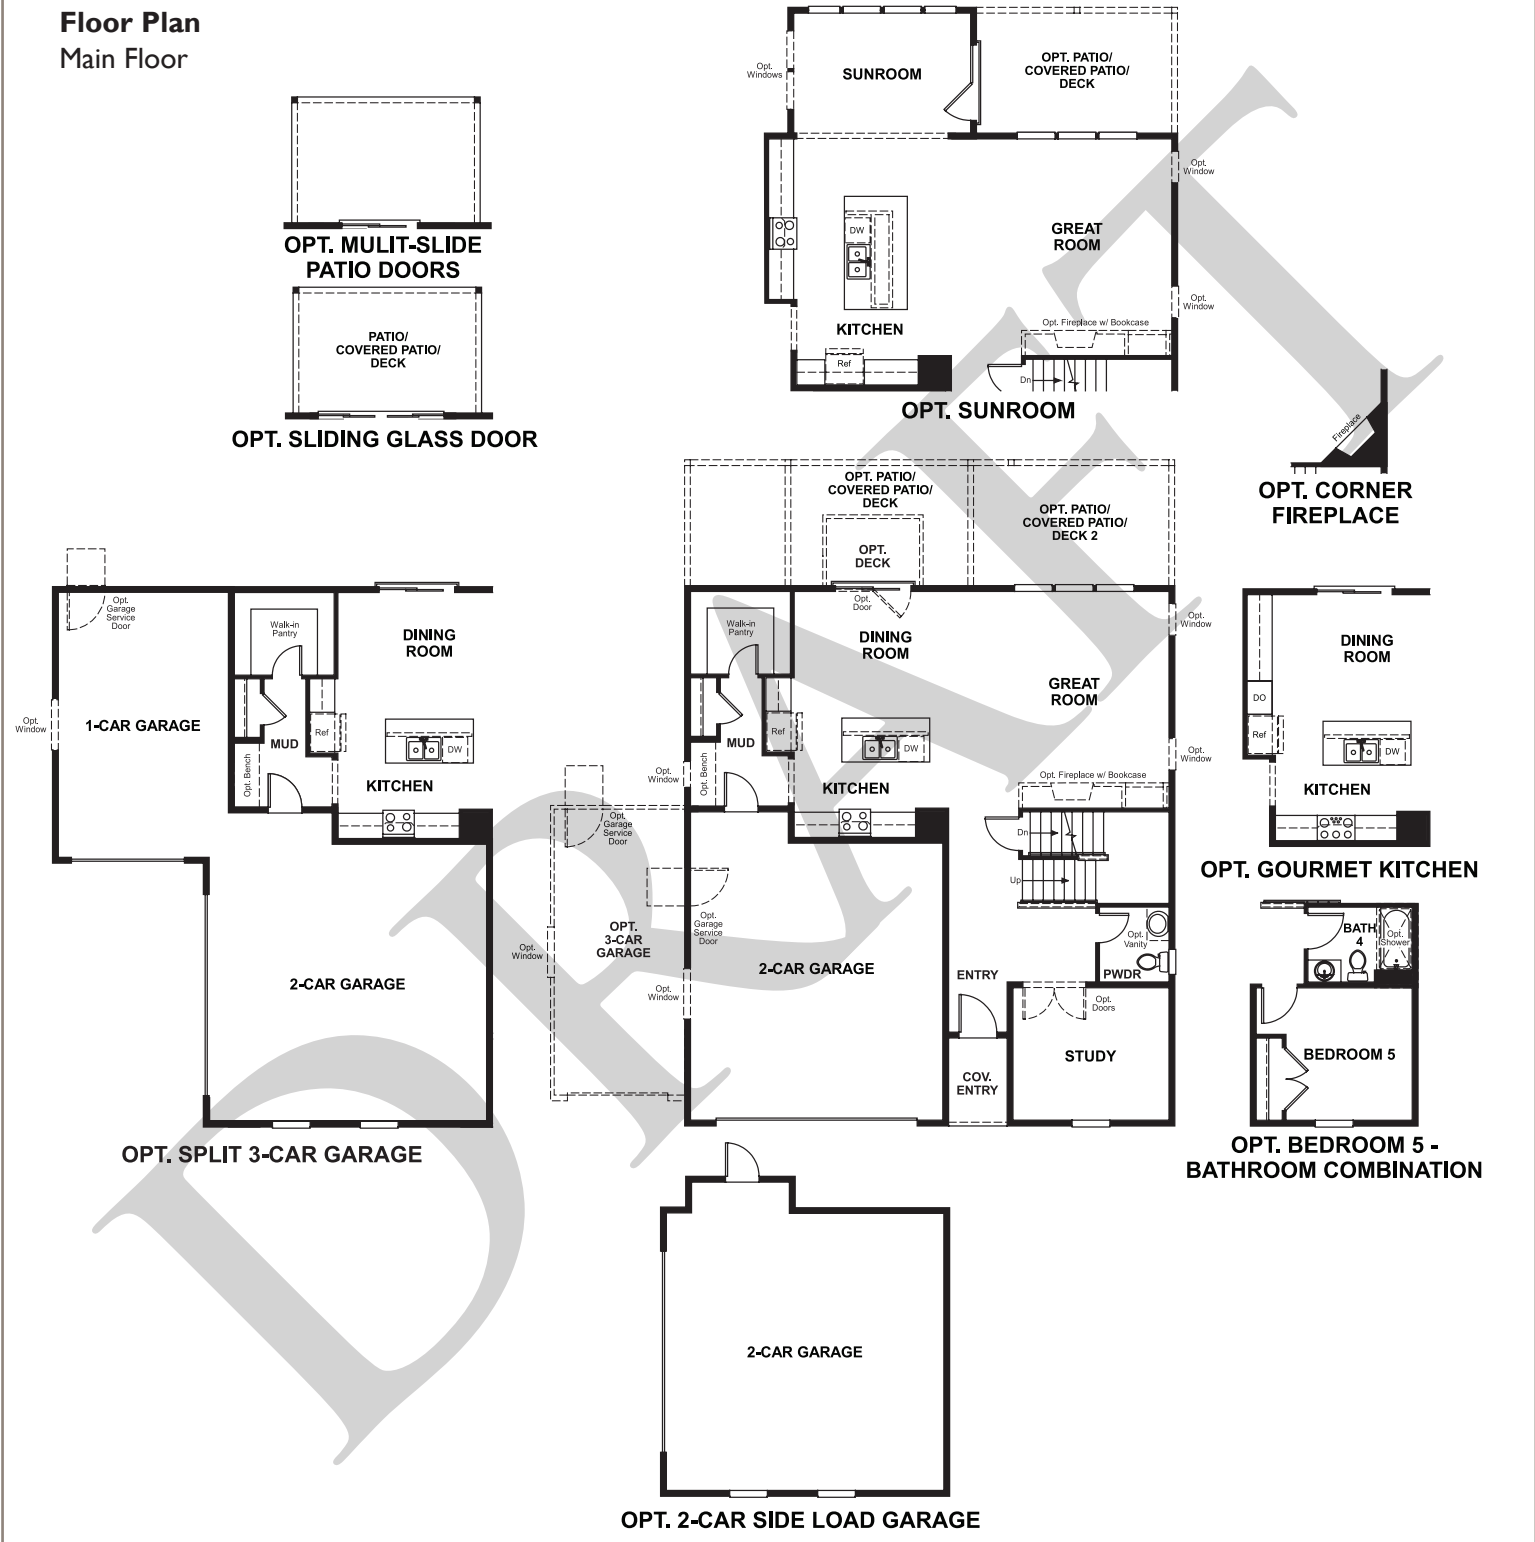 Floor Plan
Main Floor
OPT. MULIT-SLIDE
PATIO DOORS
PATIO/
COVERED PATIO/
DECK
OPT. SLIDING GLASS DOOR
Opt.
Windows
SUNROOM
OPT. PATIO/
COVERED PATIO/
DECK
Opt.
Window
DW
GREAT
ROOM
Opt.
Window
KITCHEN
Opt. Fireplace w/ Bookcase
Ref
Dn
OPT. SUNROOM
Fireplace
OPT. CORNER
FIREPLACE
Opt.
Garage
Service
Door
Walk-in
Pantry
DINING
ROOM
Opt.
Window
1-CAR GARAGE
MUD
Ref
DW
Opt. Bench
KITCHEN
2-CAR GARAGE
OPT. SPLIT 3-CAR GARAGE
OPT. PATIO/
COVERED PATIO/
DECK
OPT. PATIO/
COVERED PATIO/
DECK 2
OPT.
DECK
Opt.
Door
Walk-in
Pantry
DINING
ROOM
Opt.
Window
GREAT
ROOM
MUD
Ref
DW
Opt.
Window
Opt.
Window
Opt. Bench
KITCHEN
Opt. Fireplace w/ Bookcase
Opt.
Garage
Service
Door
Dn
Up
Opt.
Window
OPT.
3-CAR
GARAGE
Opt.
Garage
Service
Door
Opt.
Window
2-CAR GARAGE
ENTRY
Opt.
Vanity
PWDR
Opt.
Doors
STUDY
COV.
ENTRY
DINING
ROOM
DO
Ref
DW
KITCHEN
OPT. GOURMET KITCHEN
BATH
4
Opt.
Shower
BEDROOM 5
OPT. BEDROOM 5 -
BATHROOM COMBINATION
2-CAR GARAGE
OPT. 2-CAR SIDE LOAD GARAGE
DRAFT